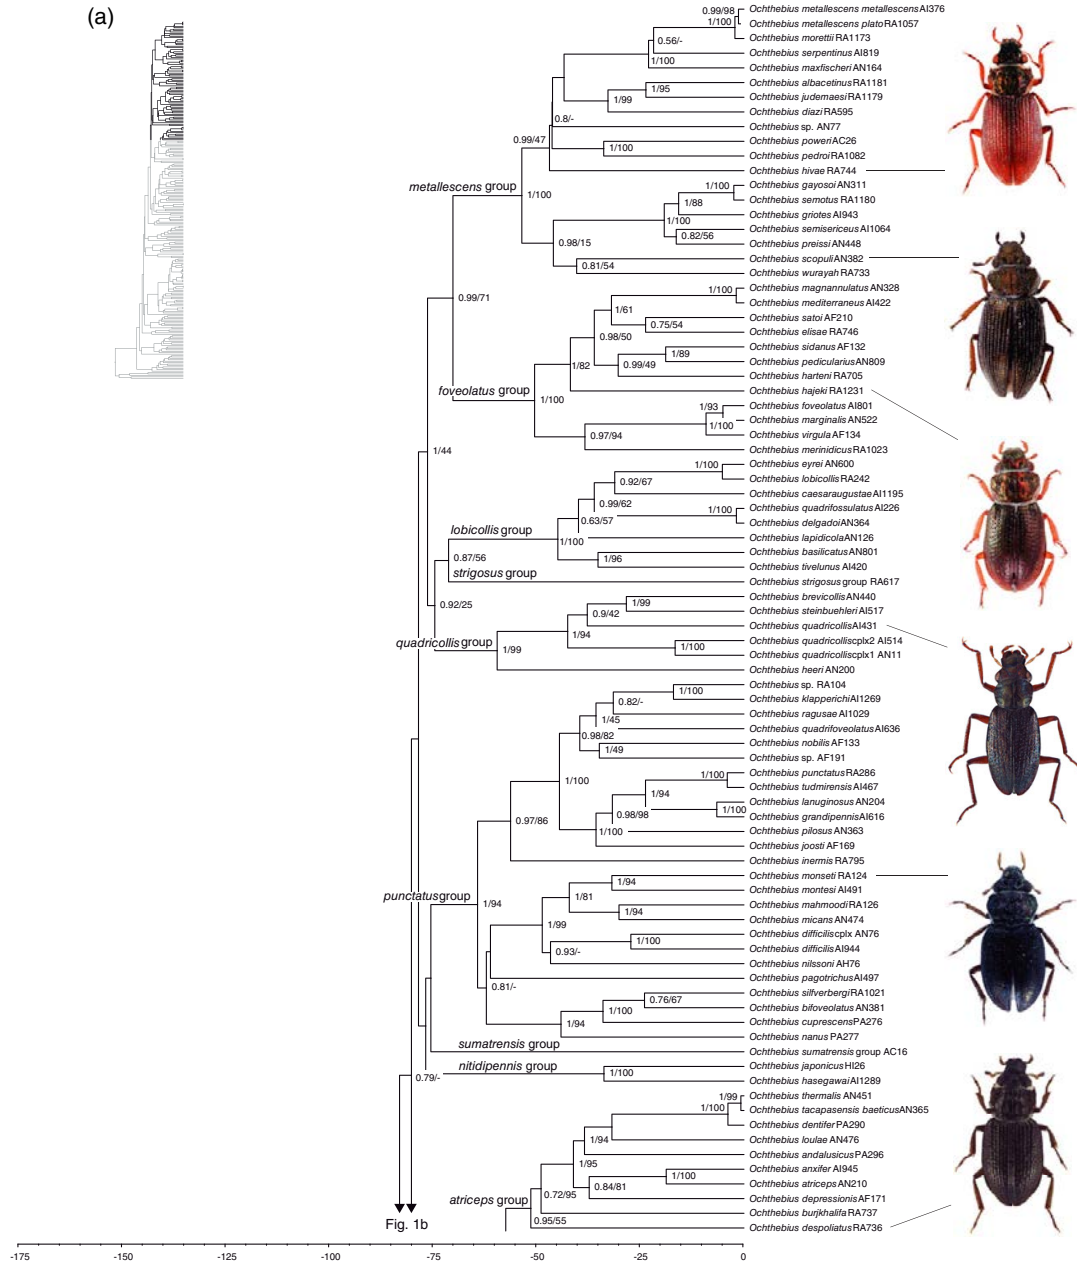 (a)
0.99/98
Ochthebius metallescens metallescens AI376
1/100
Ochthebius metallescens plato RA1057
Ochthebius morettii RA1173
0.56/-
Ochthebius serpentinus AI819
1/100
Ochthebius maxfischeri AN164
Ochthebius albacetinus RA1181
1/95
Ochthebius judemaesi RA1179
1/99
Ochthebius diazi RA595
0.8/-
Ochthebius sp. AN77
0.99/47
Ochthebius poweri AC26
1/100
Ochthebius pedroi RA1082
Ochthebius hivae RA744
metallescens group
1/100
1/100
Ochthebius gayosoi AN311
1/88
Ochthebius semotus RA1180
Ochthebius griotes AI943
1/100
Ochthebius semisericeus AI1064
0.82/56
Ochthebius preissi AN448
0.98/15
Ochthebius scopuli AN382
0.81/54
Ochthebius wurayah RA733
0.99/71
1/100
Ochthebius magnannulatus AN328
Ochthebius mediterraneus AI422
1/61
Ochthebius satoi AF210
0.75/54
Ochthebius elisae RA746
0.98/50
Ochthebius sidanus AF132
1/89
Ochthebius pedicularius AN809
0.99/49
Ochthebius harteni RA705
1/82
Ochthebius hajeki RA1231
foveolatus group
1/100
1/93
Ochthebius foveolatus AI801
1/100
Ochthebius marginalis AN522
Ochthebius virgula AF134
0.97/94
Ochthebius merinidicus RA1023
1/44
1/100
Ochthebius eyrei AN600
0.92/67
Ochthebius lobicollis RA242
Ochthebius caesaraugustae AI1195
0.99/62
1/100
Ochthebius quadrifossulatus AI226
0.63/57
Ochthebius delgadoi AN364
lobicollis group
1/100
Ochthebius lapidicola AN126
Ochthebius basilicatus AN801
1/96
Ochthebius tivelunus AI420
0.87/56
strigosus group
Ochthebius strigosus group RA617
0.92/25
Ochthebius brevicollis AN440
1/99
Ochthebius steinbuehleri AI517
0.9/42
Ochthebius quadricollis AI431
1/94
quadricollis group
Ochthebius quadricollis cplx2 AI514
1/100
Ochthebius quadricollis cplx1 AN11
1/99
Ochthebius heeri AN200
Ochthebius sp. RA104
1/100
Ochthebius klapperichi AI1269
0.82/-
Ochthebius ragusae AI1029
1/45
Ochthebius quadrifoveolatus AI636
0.98/82
Ochthebius nobilis AF133
1/49
Ochthebius sp. AF191
1/100
1/100
Ochthebius punctatus RA286
Ochthebius tudmirensis AI467
1/94
Ochthebius lanuginosus AN204
1/100
0.98/98
Ochthebius grandipennis AI616
0.97/86
1/100
Ochthebius pilosus AN363
Ochthebius joosti AF169
Ochthebius inermis RA795
punctatus group
1/94
Ochthebius monseti RA124
1/94
Ochthebius montesi AI491
1/81
Ochthebius mahmoodi RA126
1/94
Ochthebius micans AN474
1/99
Ochthebius difficilis cplx AN76
1/100
Ochthebius difficilis AI944
0.93/-
Ochthebius nilssoni AH76
Ochthebius pagotrichus AI497
0.81/-
Ochthebius silfverbergi RA1021
0.76/67
Ochthebius bifoveolatus AN381
1/100
Ochthebius cuprescens PA276
1/94
Ochthebius nanus PA277
sumatrensis group
Ochthebius sumatrensis group AC16
nitidipennis group
Ochthebius japonicus HI26
0.79/-
1/100
Ochthebius hasegawai AI1289
1/99
Ochthebius thermalis AN451
1/100
Ochthebius tacapasensis baeticus AN365
Ochthebius dentifer PA290
1/94
Ochthebius loulae AN476
Ochthebius andalusicus PA296
1/95
Ochthebius anxifer AI945
1/100
Ochthebius atriceps AN210
0.84/81
0.72/95
Ochthebius depressionis AF171
atriceps group
Ochthebius burjkhalifa RA737
0.95/55
Ochthebius despoliatus RA736
Fig. 1b
-175 -150 -125 -100 -75 -50 -25 0